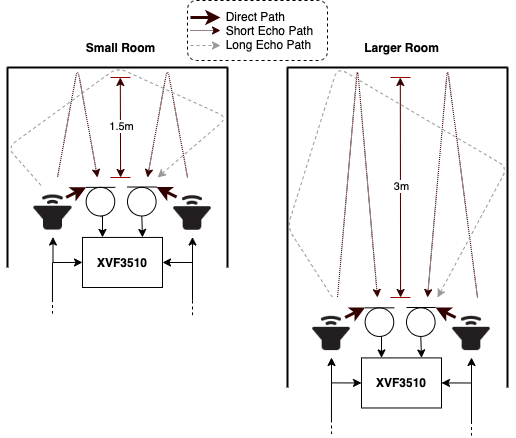 Direct Path
Short Echo Path
Long Echo Path
Small Room
Larger Room
1.5m
3m
XVF3510
XVF3510